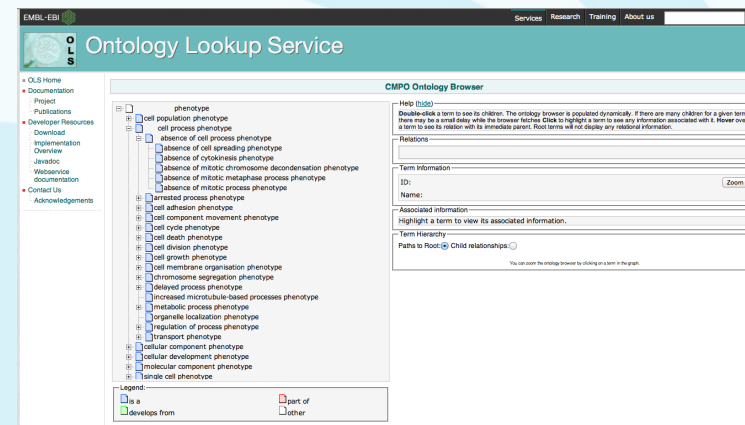 EMBL-EBI
Services Research Training About us
OLS
Ontology Lookup Service
OLS Home
Documentation
Project
Publications
Developer Resources
Download
Implementation
Overview
Javadoc
Webservice
documentation
Contact Us
Acknowledgements
CMPO Ontology Browser
phenotype
cell population phenotype
cell process phenotype
absence of cell process phenotype
absence of cell spreading phenotype
absence of cytokinesis phenotype
absence of mitotic chromosome decondensation phenotype
absence of mitotic metaphase process phenotype
absence of mitotic process phenotype
arrested process phenotype
cell adhesion phenotype
cell component movement phenotype
cell cycle phenotype
cell death phenotype
cell division phenotype
cell growth phenotype
cell membrane organisation phenotype
chromosome segregation phenotype
delayed process phenotype
increased microtubule-based processes phenotype
metabolic process phenotype
organelle localization phenotype
regulation of process phenotype
transport phenotype
cellular component phenotype
cellular development phenotype
molecular component phenotype
single cell phenotype
Legend:
is a part of
develops from other
Help (hide)
Double-click a term to see its children. The ontology browser is populated dynamically. If there are many children for a given term
there may be a small delay while the browser fetches Click to highlight a term to see any information associated with it. Hover ove
a term to see its relation with its immediate parent. Root terms will not display any relational information.
Relations
Term Information
ID: Zoom
Name:
Associated information
Highlight a term to view its associated information.
Term Hierarchy
Paths to Root: Child relationships:
You can zoom the ontology browser by clicking on a term in the graph.